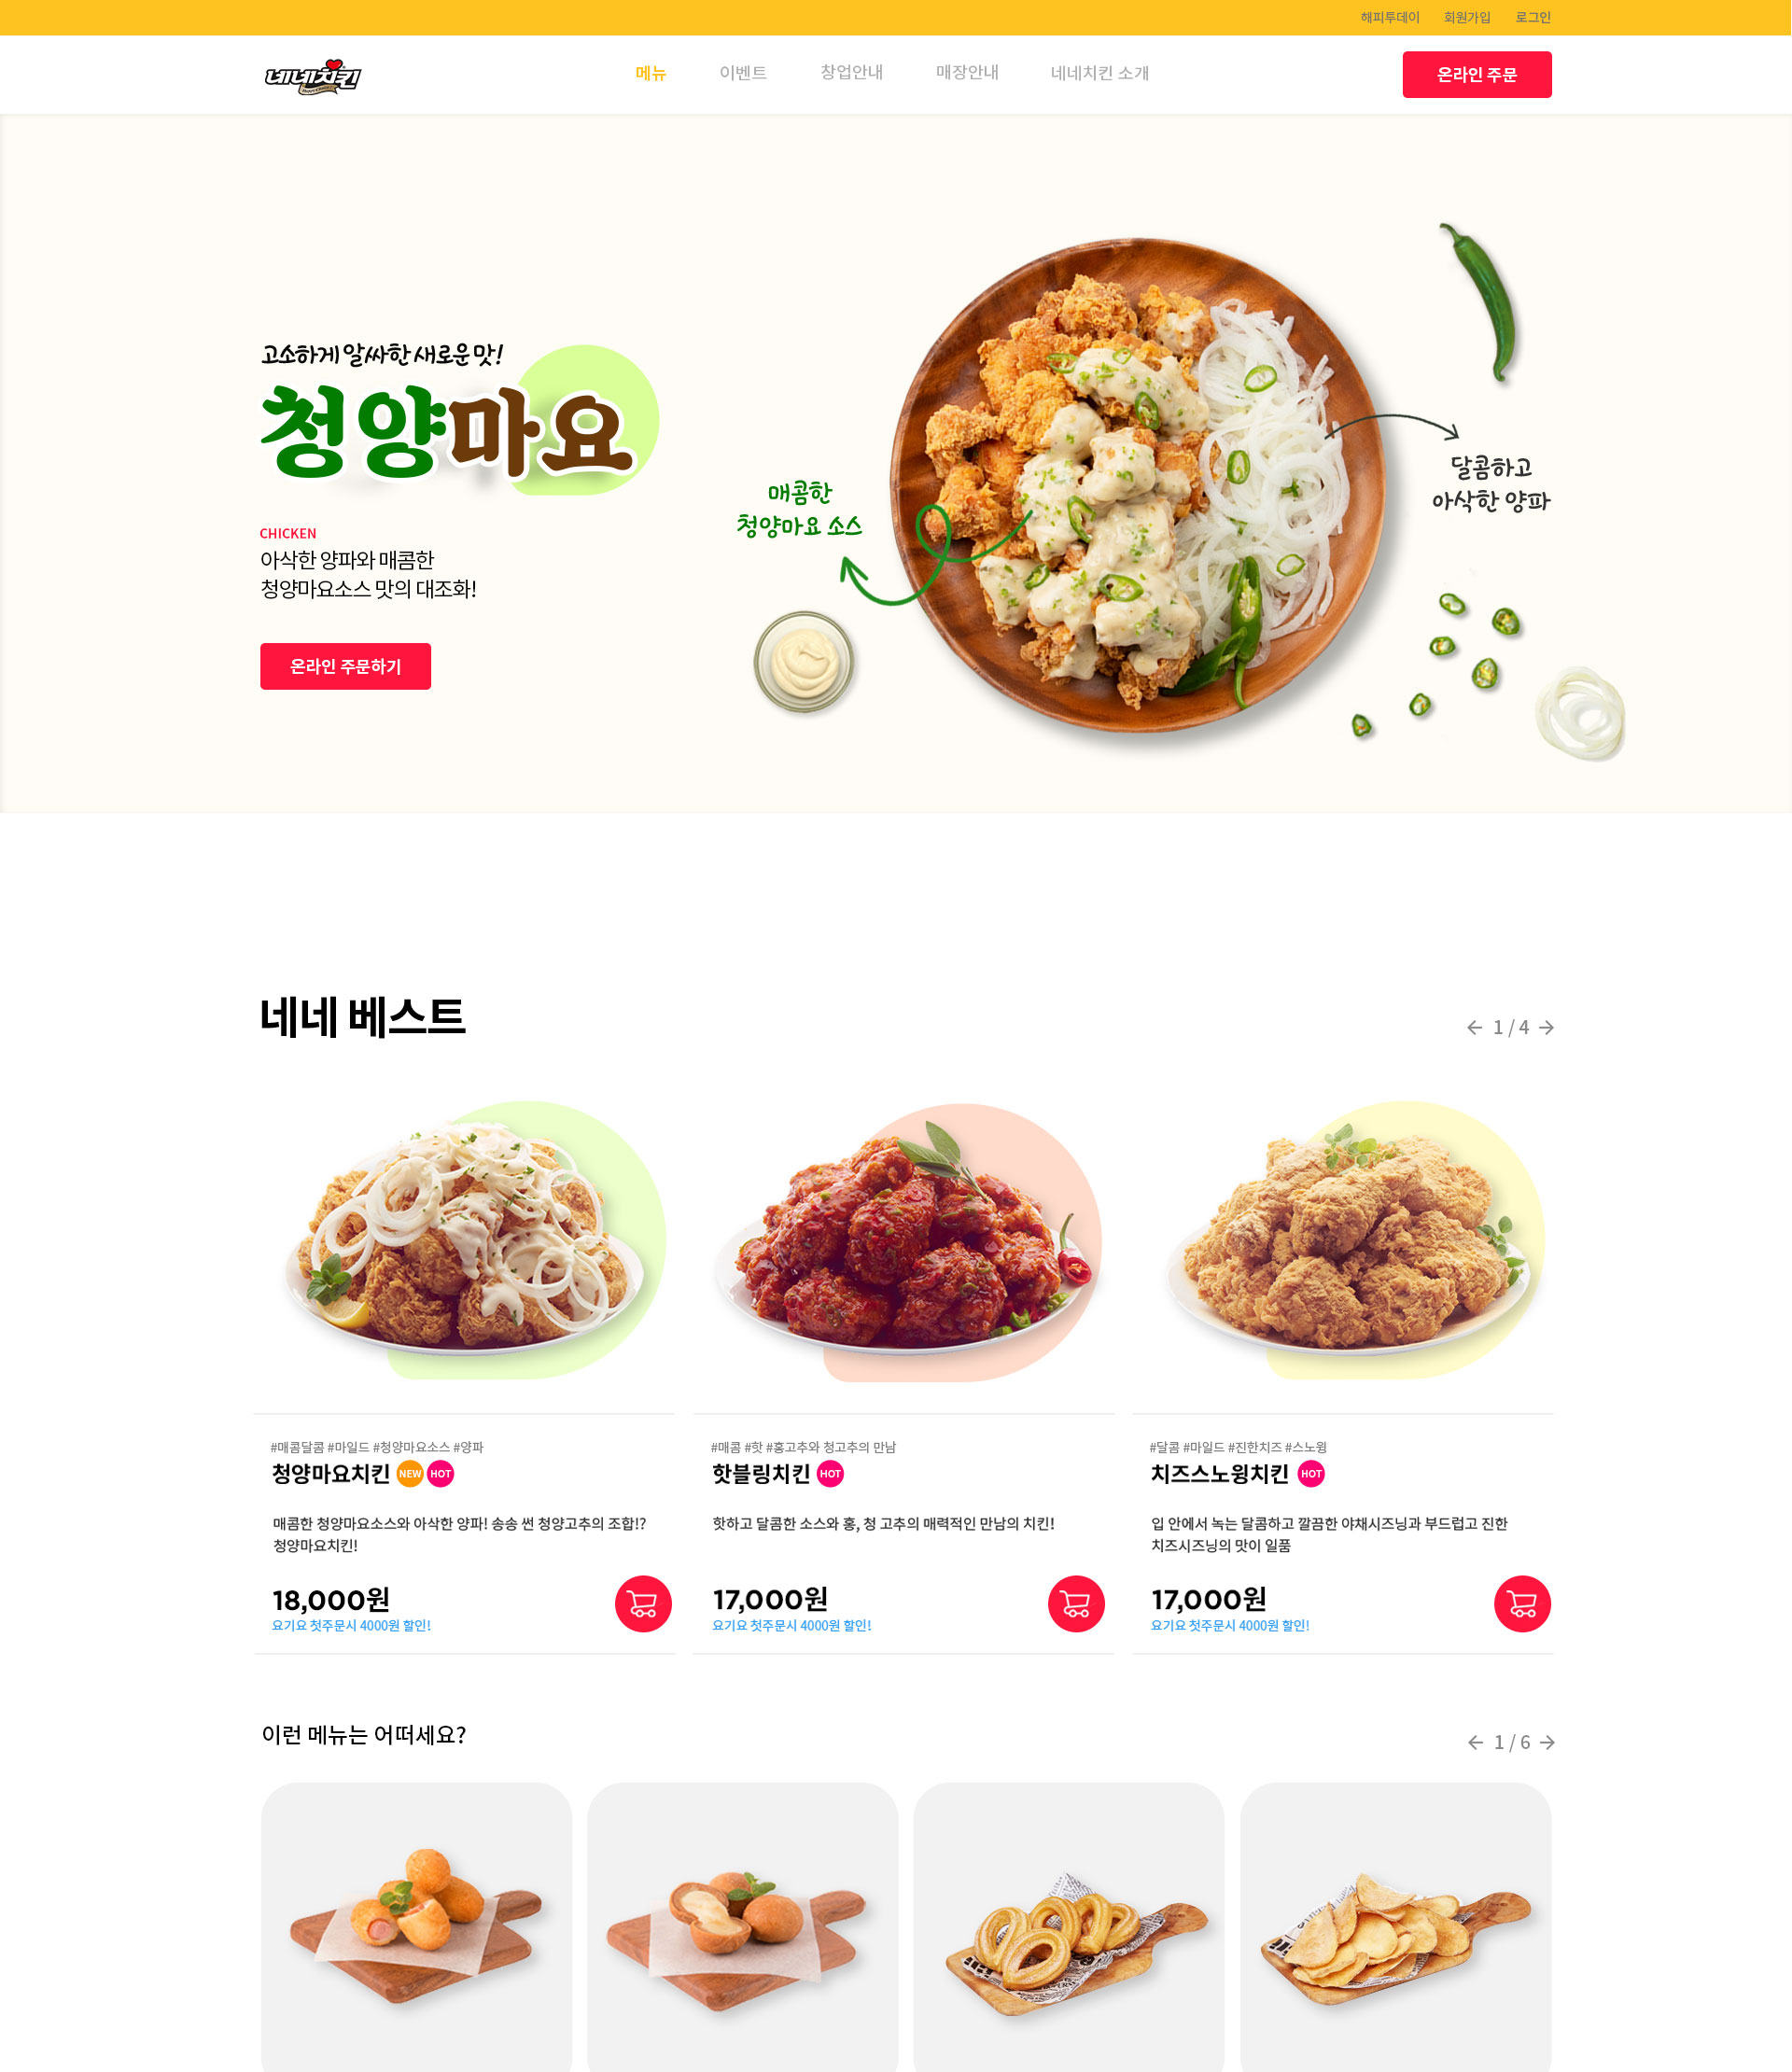 해피투데이 회원가입 로그인
네네치킨
메뉴 이벤트 창업안내 매장안내 네네치킨 소개
온라인 주문
고소하게 알싸한 새로운 맛!
청양마요
CHICKEN
아삭한 양파와 매콤한
청양마요소스 맛의 대조화!
온라인 주문하기
매콤한
청양마요 소스
달콤하고
아삭한 양파
네네 베스트
1 / 4
#매콤달콤 #마일드 #청양마요소스 #양파
청양마요치킨 NEW HOT
매콤한 청양마요소스와 아삭한 양파! 송송 썬 청양고추의 조합!?
청양마요치킨!
18,000원
요기요 첫주문시 4000원 할인!
#매콤 #핫 #홍고추와 청고추의 만남
핫블링치킨 HOT
핫하고 달콤한 소스와 홍, 청 고추의 매력적인 만남의 치킨!
17,000원
요기요 첫주문시 4000원 할인!
#달콤 #마일드 #진한치즈 #스노윙
치즈스노윙치킨 HOT
입 안에서 녹는 달콤하고 깔끔한 야채시즈닝과 부드럽고 진한
치즈시즈닝의 맛이 일품
17,000원
요기요 첫주문시 4000원 할인!
이런 메뉴는 어떠세요?
1 / 6